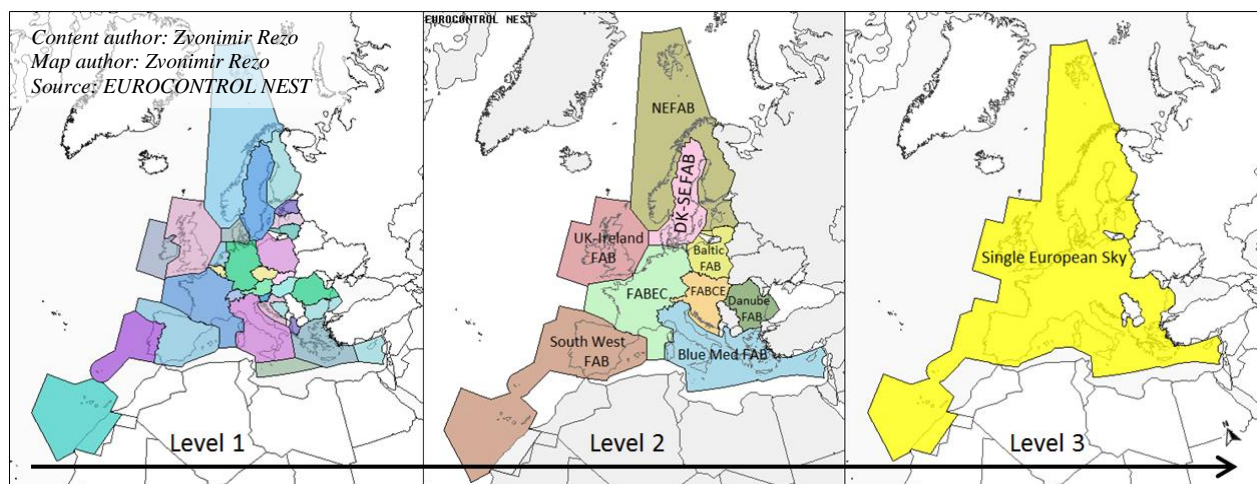 Content author: Zvonimir Rezo
Map author: Zvonimir Rezo
Source: EUROCONTROL NEST
Level 1
EUROCONTROL NEST
NEFAB
DK-SE FAB
UK-Ireland
FAB
Baltic
FAB
FABEC
FABCE
Danube
FAB
South West
FAB
Blue Med FAB
Level 2
Single European Sky
Level 3